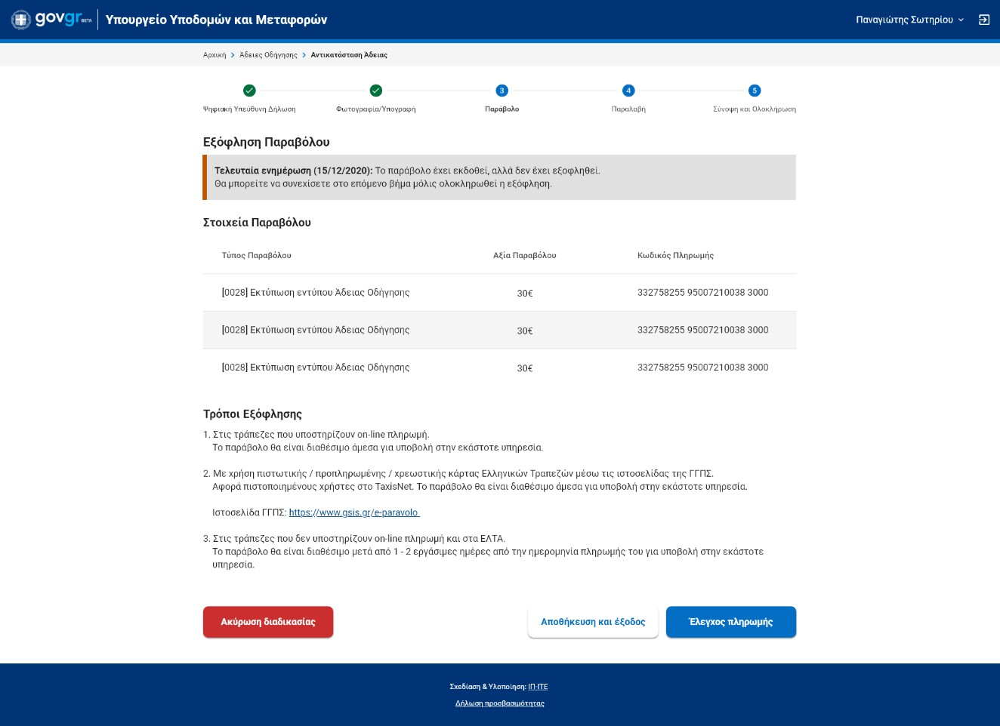 govgr BETA Υπουργείο Υποδομών και Μεταφορών Παναγιώτης Σωτηρίου
Αρχική > Άδειες Οδήγησης > Αντικατάσταση Άδειας
3 4 5
Ψηφιακή Υπεύθυνη Δήλωση Φωτογραφία/Υπογραφή Παράβολο Παραλαβή Σύνοψη και Ολοκλήρωση
Εξόφληση Παραβόλου
Τελευταία ενημέρωση (15/12/2020): Το παράβολο έχει εκδοθεί, αλλά δεν έχει εξοφληθεί.
Θα μπορείτε να συνεχίσετε στο επόμενο βήμα μόλις ολοκληρωθεί η εξόφληση.
Στοιχεία Παραβόλου
Τύπος Παραβόλου Αξία Παραβόλου Κωδικός Πληρωμής
[0028] Εκτύπωση εντύπου Άδειας Οδήγησης 30€ 332758255 95007210038 3000
[0028] Εκτύπωση εντύπου Άδειας Οδήγησης 30€ 332758255 95007210038 3000
[0028] Εκτύπωση εντύπου Άδειας Οδήγησης 30€ 332758255 95007210038 3000
Τρόποι Εξόφλησης
1. Στις τράπεζες που υποστηρίζουν on-line πληρωμή.
Το παράβολο θα είναι διαθέσιμο άμεσα για υποβολή στην εκάστοτε υπηρεσία.
2. Με χρήση πιστωτικής / προπληρωμένης / χρεωστικής κάρτας Ελληνικών Τραπεζών μέσω τις ιστοσελίδας της ΓΓΠΣ.
Αφορά πιστοποιημένους χρήστες στο TaxisNet. Το παράβολο θα είναι διαθέσιμο άμεσα για υποβολή στην εκάστοτε υπηρεσία.
Ιστοσελίδα ΓΓΠΣ: https://www.gsis.gr/e-paravolo
3. Στις τράπεζες που δεν υποστηρίζουν on-line πληρωμή και στα ΕΛΤΑ.
Το παράβολο θα είναι διαθέσιμο μετά από 1 - 2 εργάσιμες ημέρες από την ημερομηνία πληρωμής του για υποβολή στην εκάστοτε
υπηρεσία.
Ακύρωση διαδικασίας Αποθήκευση και έξοδος Έλεγχος πληρωμής
Σχεδίαση & Υλοποίηση: ΙΠ-ΙΤΕ
Δήλωση προσβασιμότητας